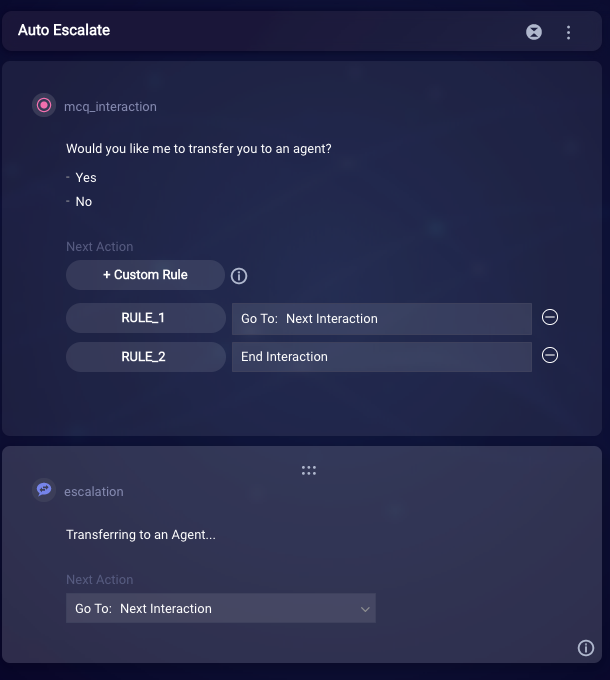 Auto Escalate
mcq_interaction
Would you like me to transfer you to an agent?
- Yes
- No
Next Action
+ Custom Rule
RULE_1 Go To: Next Interaction
RULE_2 End Interaction
escalation
Transferring to an Agent...
Next Action
Go To: Next Interaction